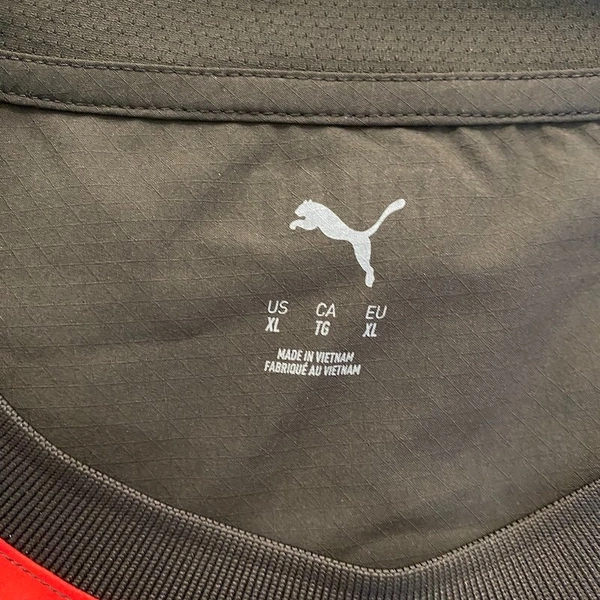 US CA EU
XL TG XL
MADE IN VIETNAM
FABRIQUÉ AU VIETNAM